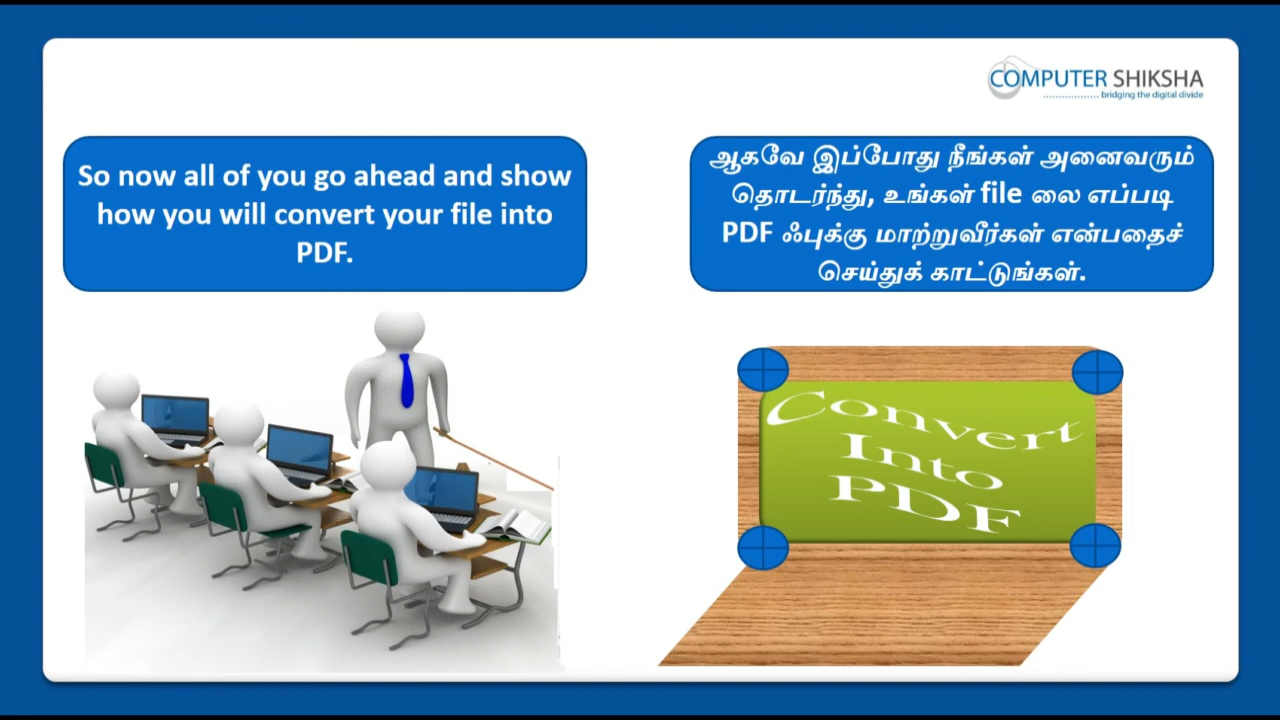 COMPUTER SHIKSHA
bridging the digital divide
So now all of you go ahead and show
how you will convert your file into
PDF.
ஆகவே இப்போது நீங்கள் அனைவரும்
தொடர்ந்து, உங்கள் file லை எப்படி
PDF ஃபுக்கு மாற்றுவீர்கள் என்பதைச்
செய்துக் காட்டுங்கள்.
Convert
Into
PDF